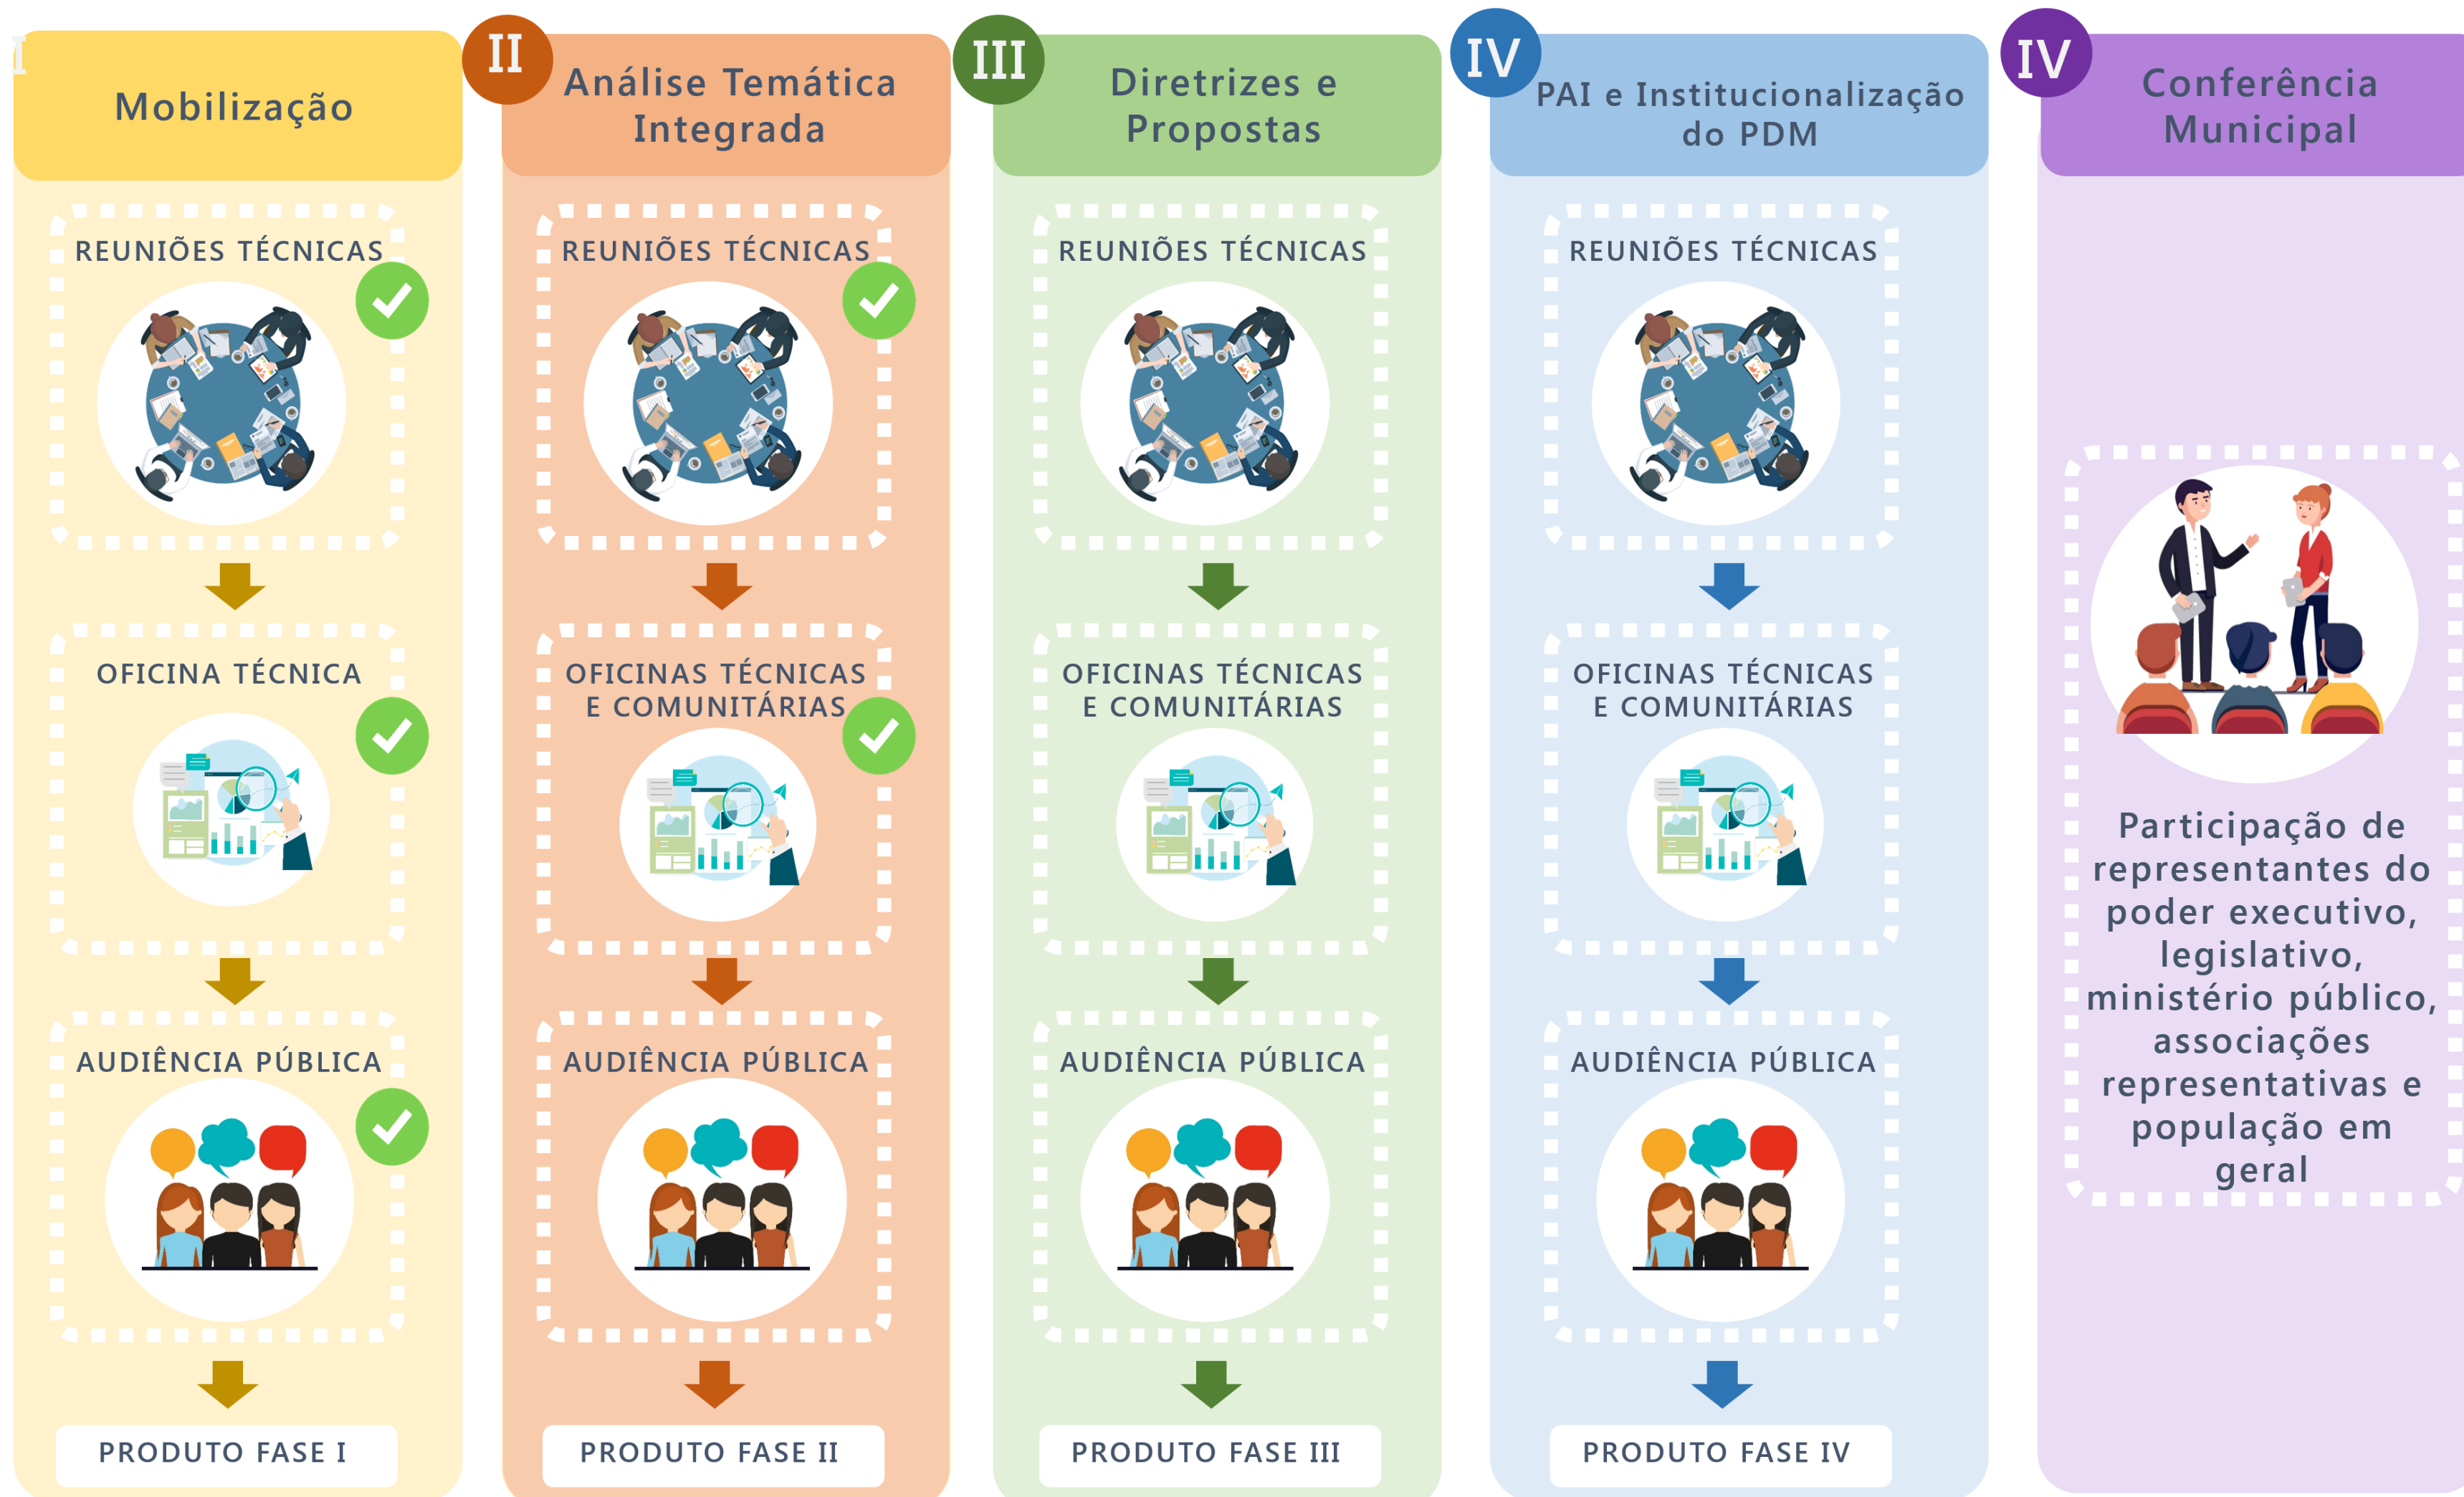 I
Mobilização
REUNIÕES TÉCNICAS
OFICINA TÉCNICA
AUDIÊNCIA PÚBLICA
PRODUTO FASE I
II
Análise Temática
Integrada
REUNIÕES TÉCNICAS
OFICINAS TÉCNICAS
E COMUNITÁRIAS
AUDIÊNCIA PÚBLICA
PRODUTO FASE II
III
Diretrizes e
Propostas
REUNIÕES TÉCNICAS
OFICINAS TÉCNICAS
E COMUNITÁRIAS
AUDIÊNCIA PÚBLICA
PRODUTO FASE III
IV
PAI e Institucionalização
do PDM
REUNIÕES TÉCNICAS
OFICINAS TÉCNICAS
E COMUNITÁRIAS
AUDIÊNCIA PÚBLICA
PRODUTO FASE IV
IV
Conferência
Municipal
Participação de
representantes do
poder executivo,
legislativo,
ministério público,
associações
representativas e
população em
geral